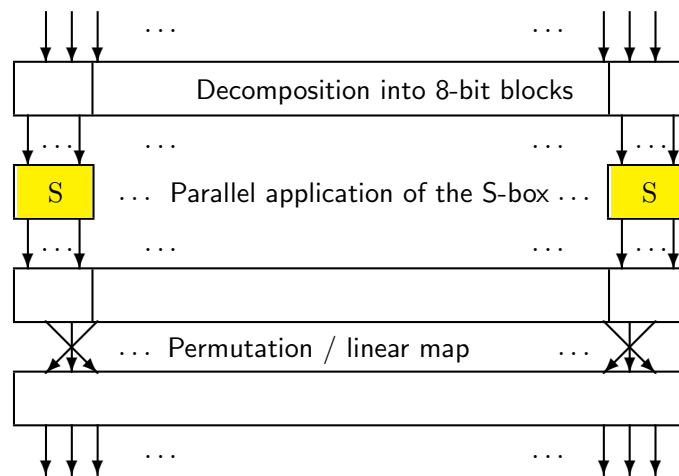 ... ...
Decomposition into 8-bit blocks
... ... ... ...
S ... Parallel application of the S-box ... S
... ... ... ...
... Permutation / linear map ...
... ...